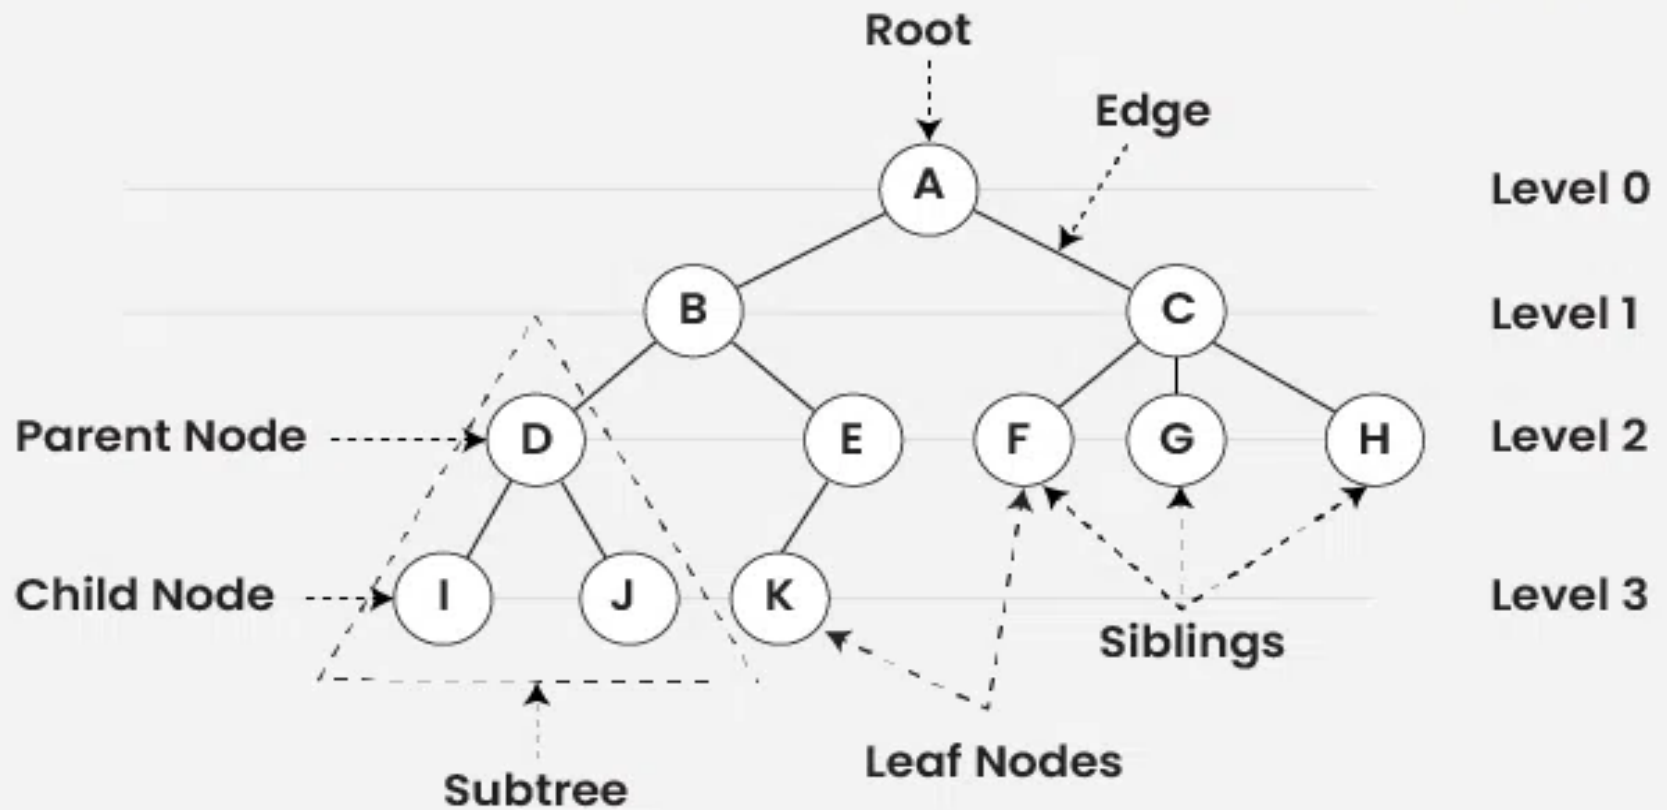 Root
Edge
A
Level 0
B
C
Level 1
Parent Node
D
E
F
G
H
Level 2
Child Node
I
J
K
Level 3
Siblings
Leaf Nodes
Subtree